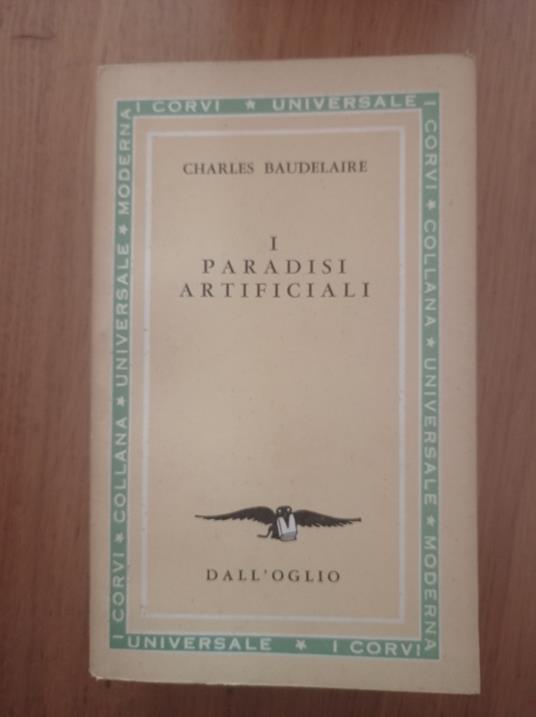 I CORVI ★ UNIVERSALE
I CORVI ★ COLLANA ★ UNIVERSALE ★ MODERNA
I CORVI ★ COLLANA ★ UNIVERSALE ★ MODERNA
CHARLES BAUDELAIRE
I
PARADISI
ARTIFICIALI
DALL'OGLIO
UNIVERSALE ★ I CORVI